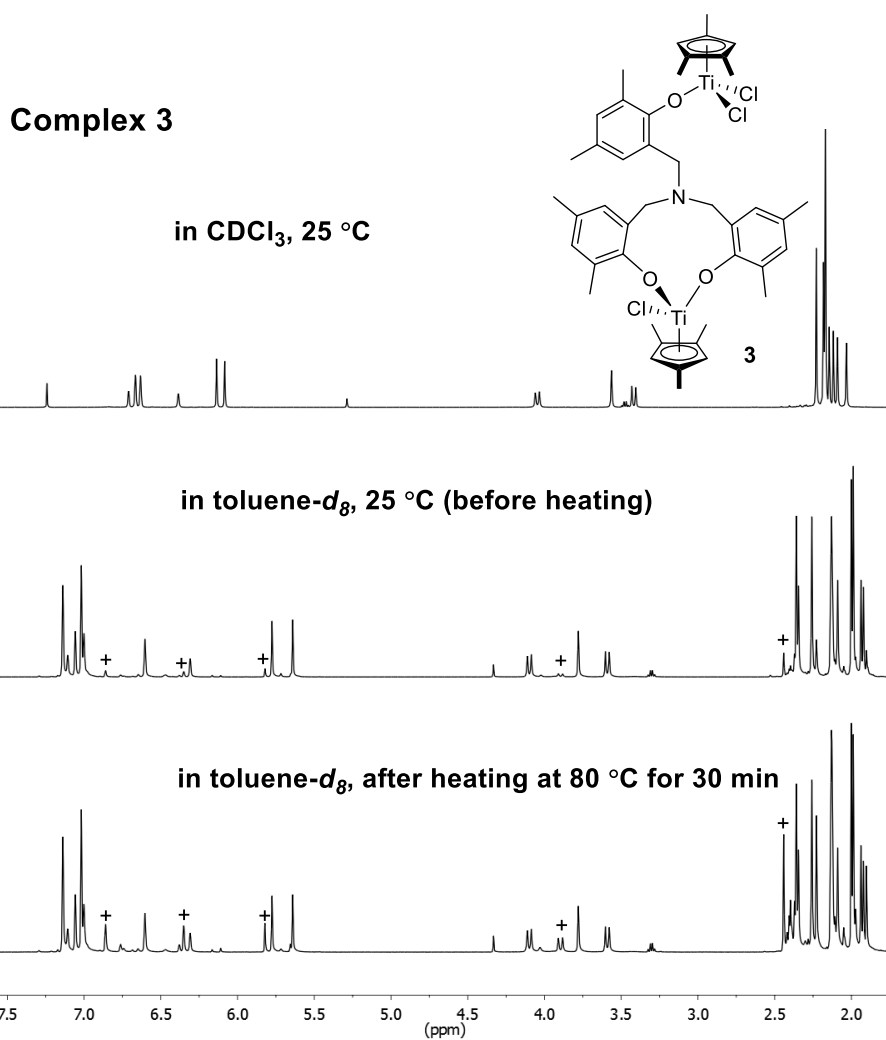 Ti
Cl
Cl
O
Complex 3
N
in CDCl3, 25 °C
O
O
Cl
Ti
3
in toluene-d8, 25 °C (before heating)
+
+
+
+
+
in toluene-d8, after heating at 80 °C for 30 min
+
+
+
+
+
7.5 7.0 6.5 6.0 5.5 5.0 4.5 4.0 3.5 3.0 2.5 2.0
(ppm)